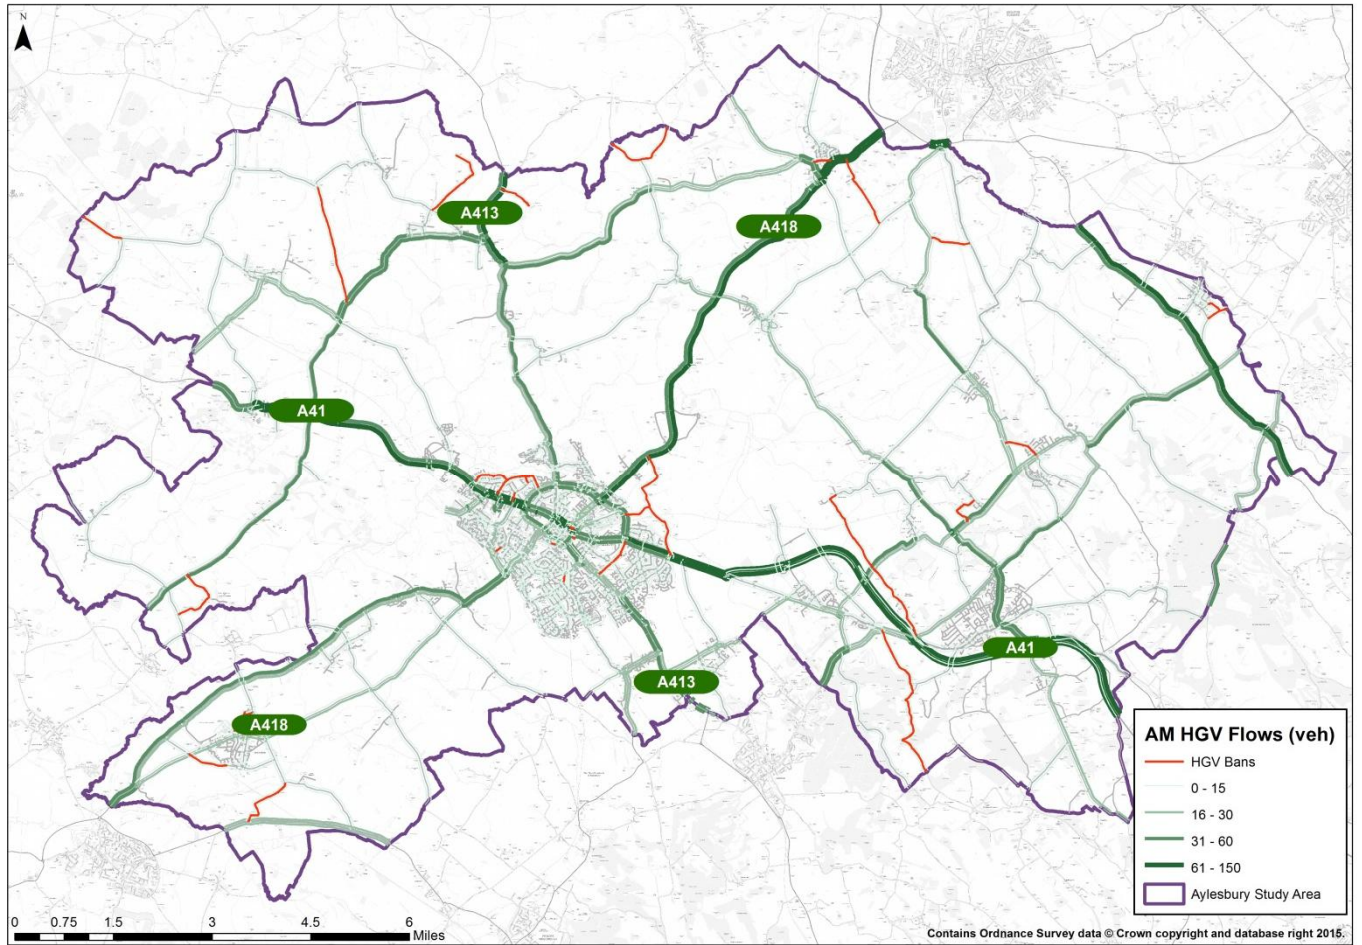 N
A413
A418
A41
A41
A413
A418
AM HGV Flows (veh)
HGV Bans
0 - 15
16 - 30
31 - 60
61 - 150
Aylesbury Study Area
0 0.75 1.5 3 4.5 6
Miles
Contains Ordnance Survey data © Crown copyright and database right 2015.